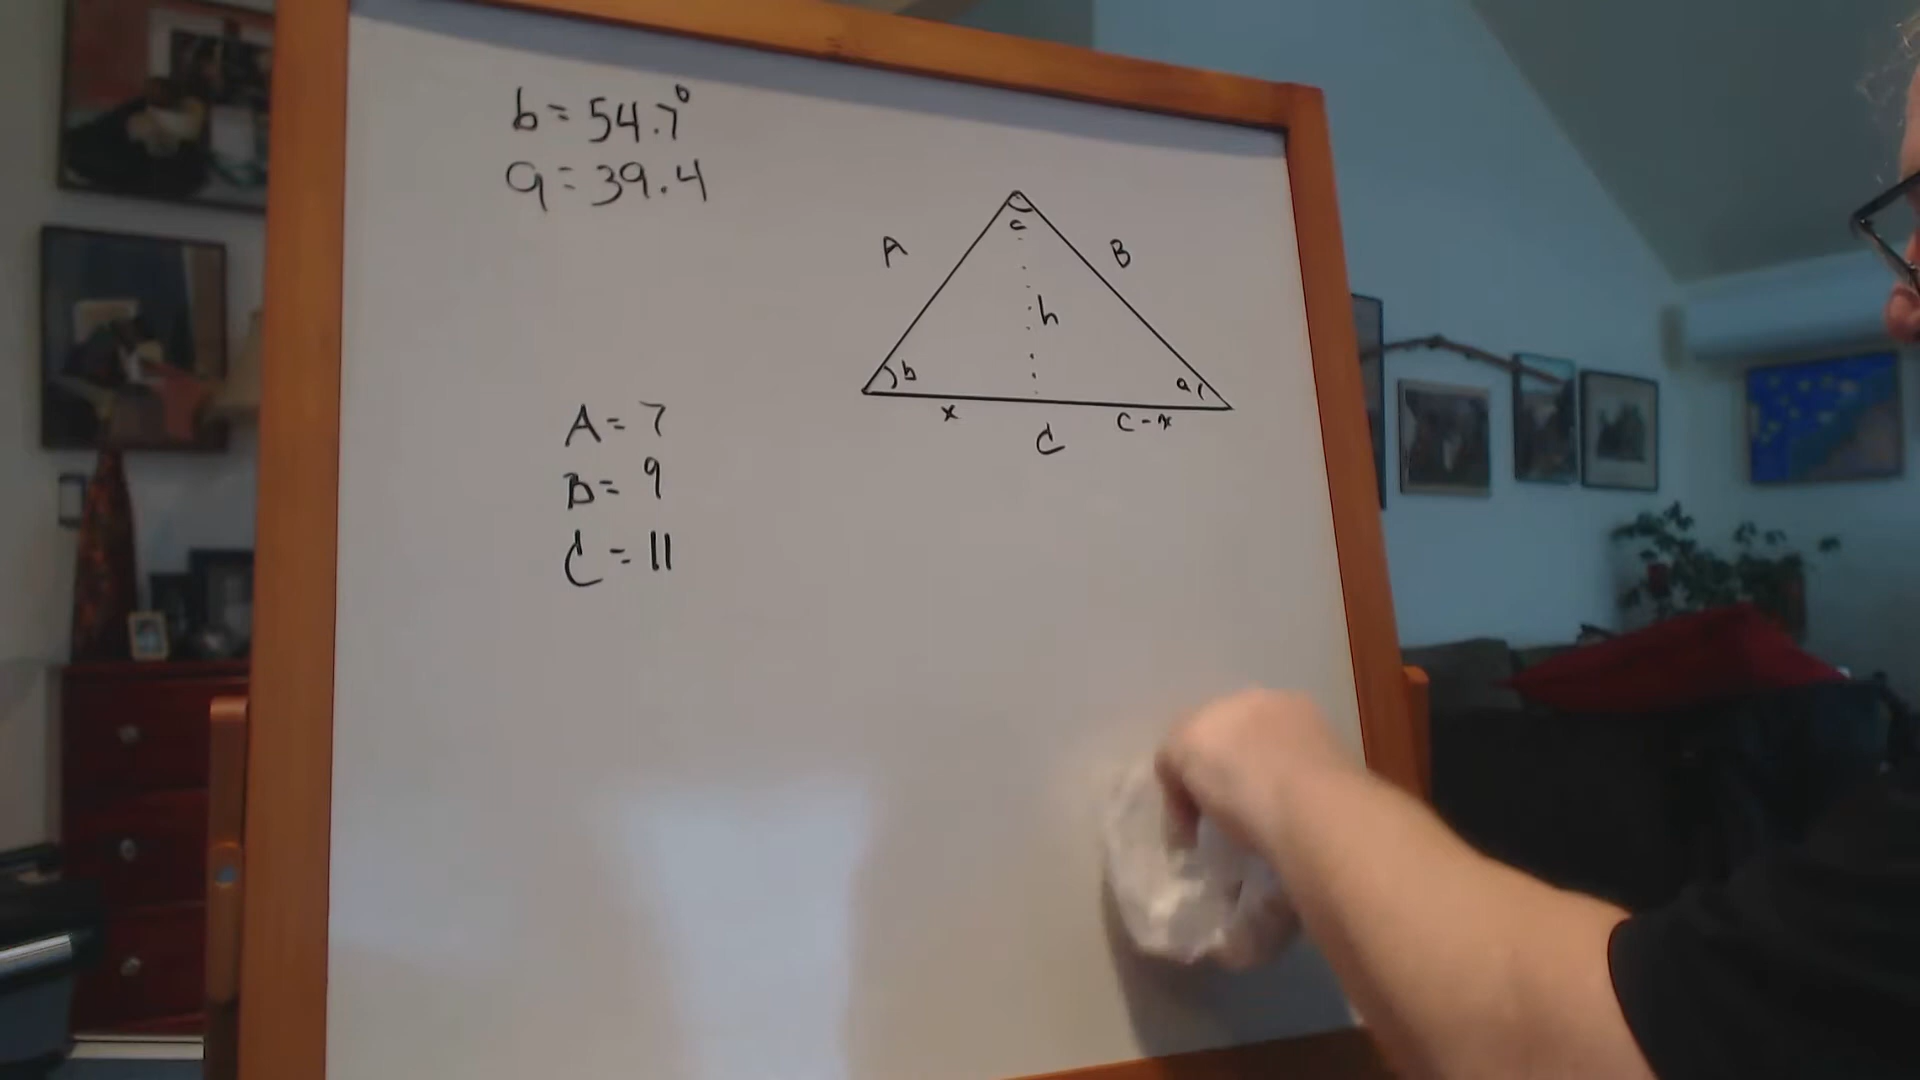 b = 54.7°
a = 39.4
c
A
B
h
b
a
x
C - x
C
A = 7
B = 9
C = 11